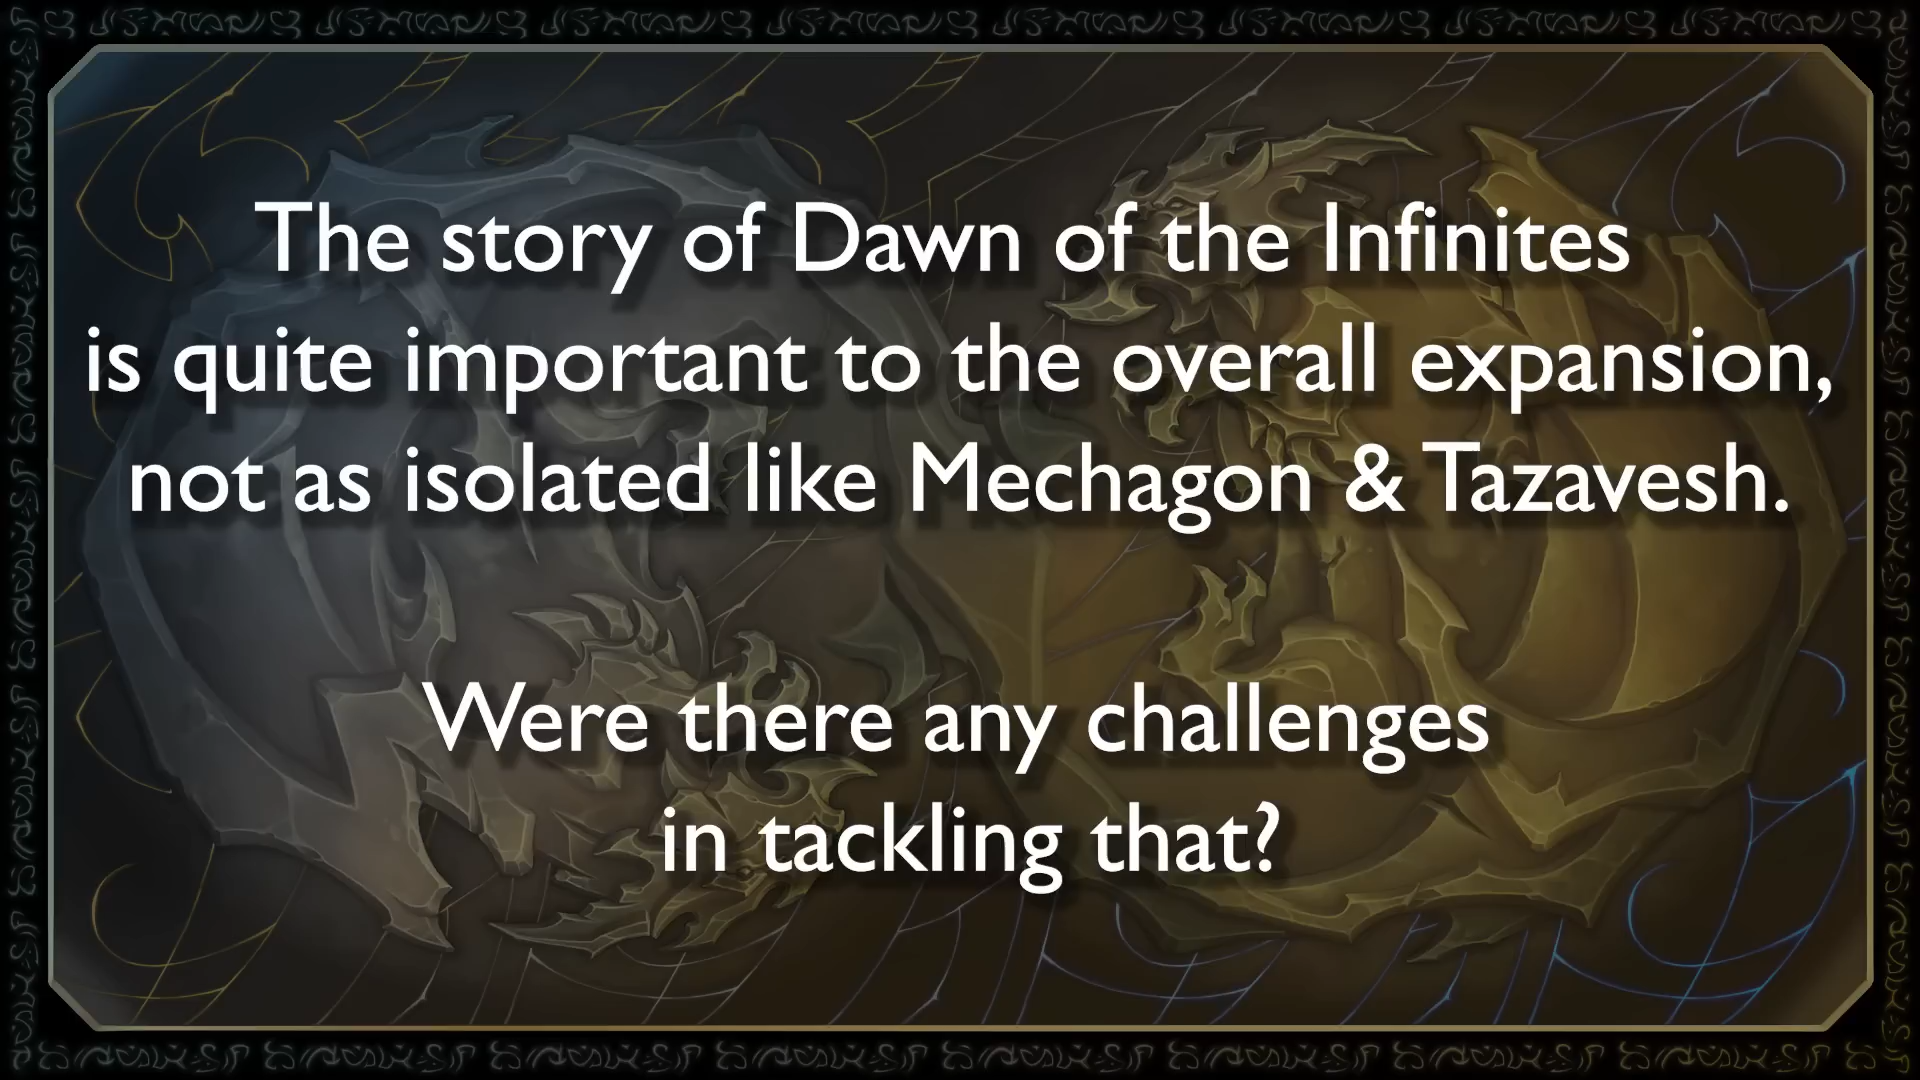 The story of Dawn of the Infinites
is quite important to the overall expansion,
not as isolated like Mechagon & Tazavesh.
Were there any challenges
in tackling that?